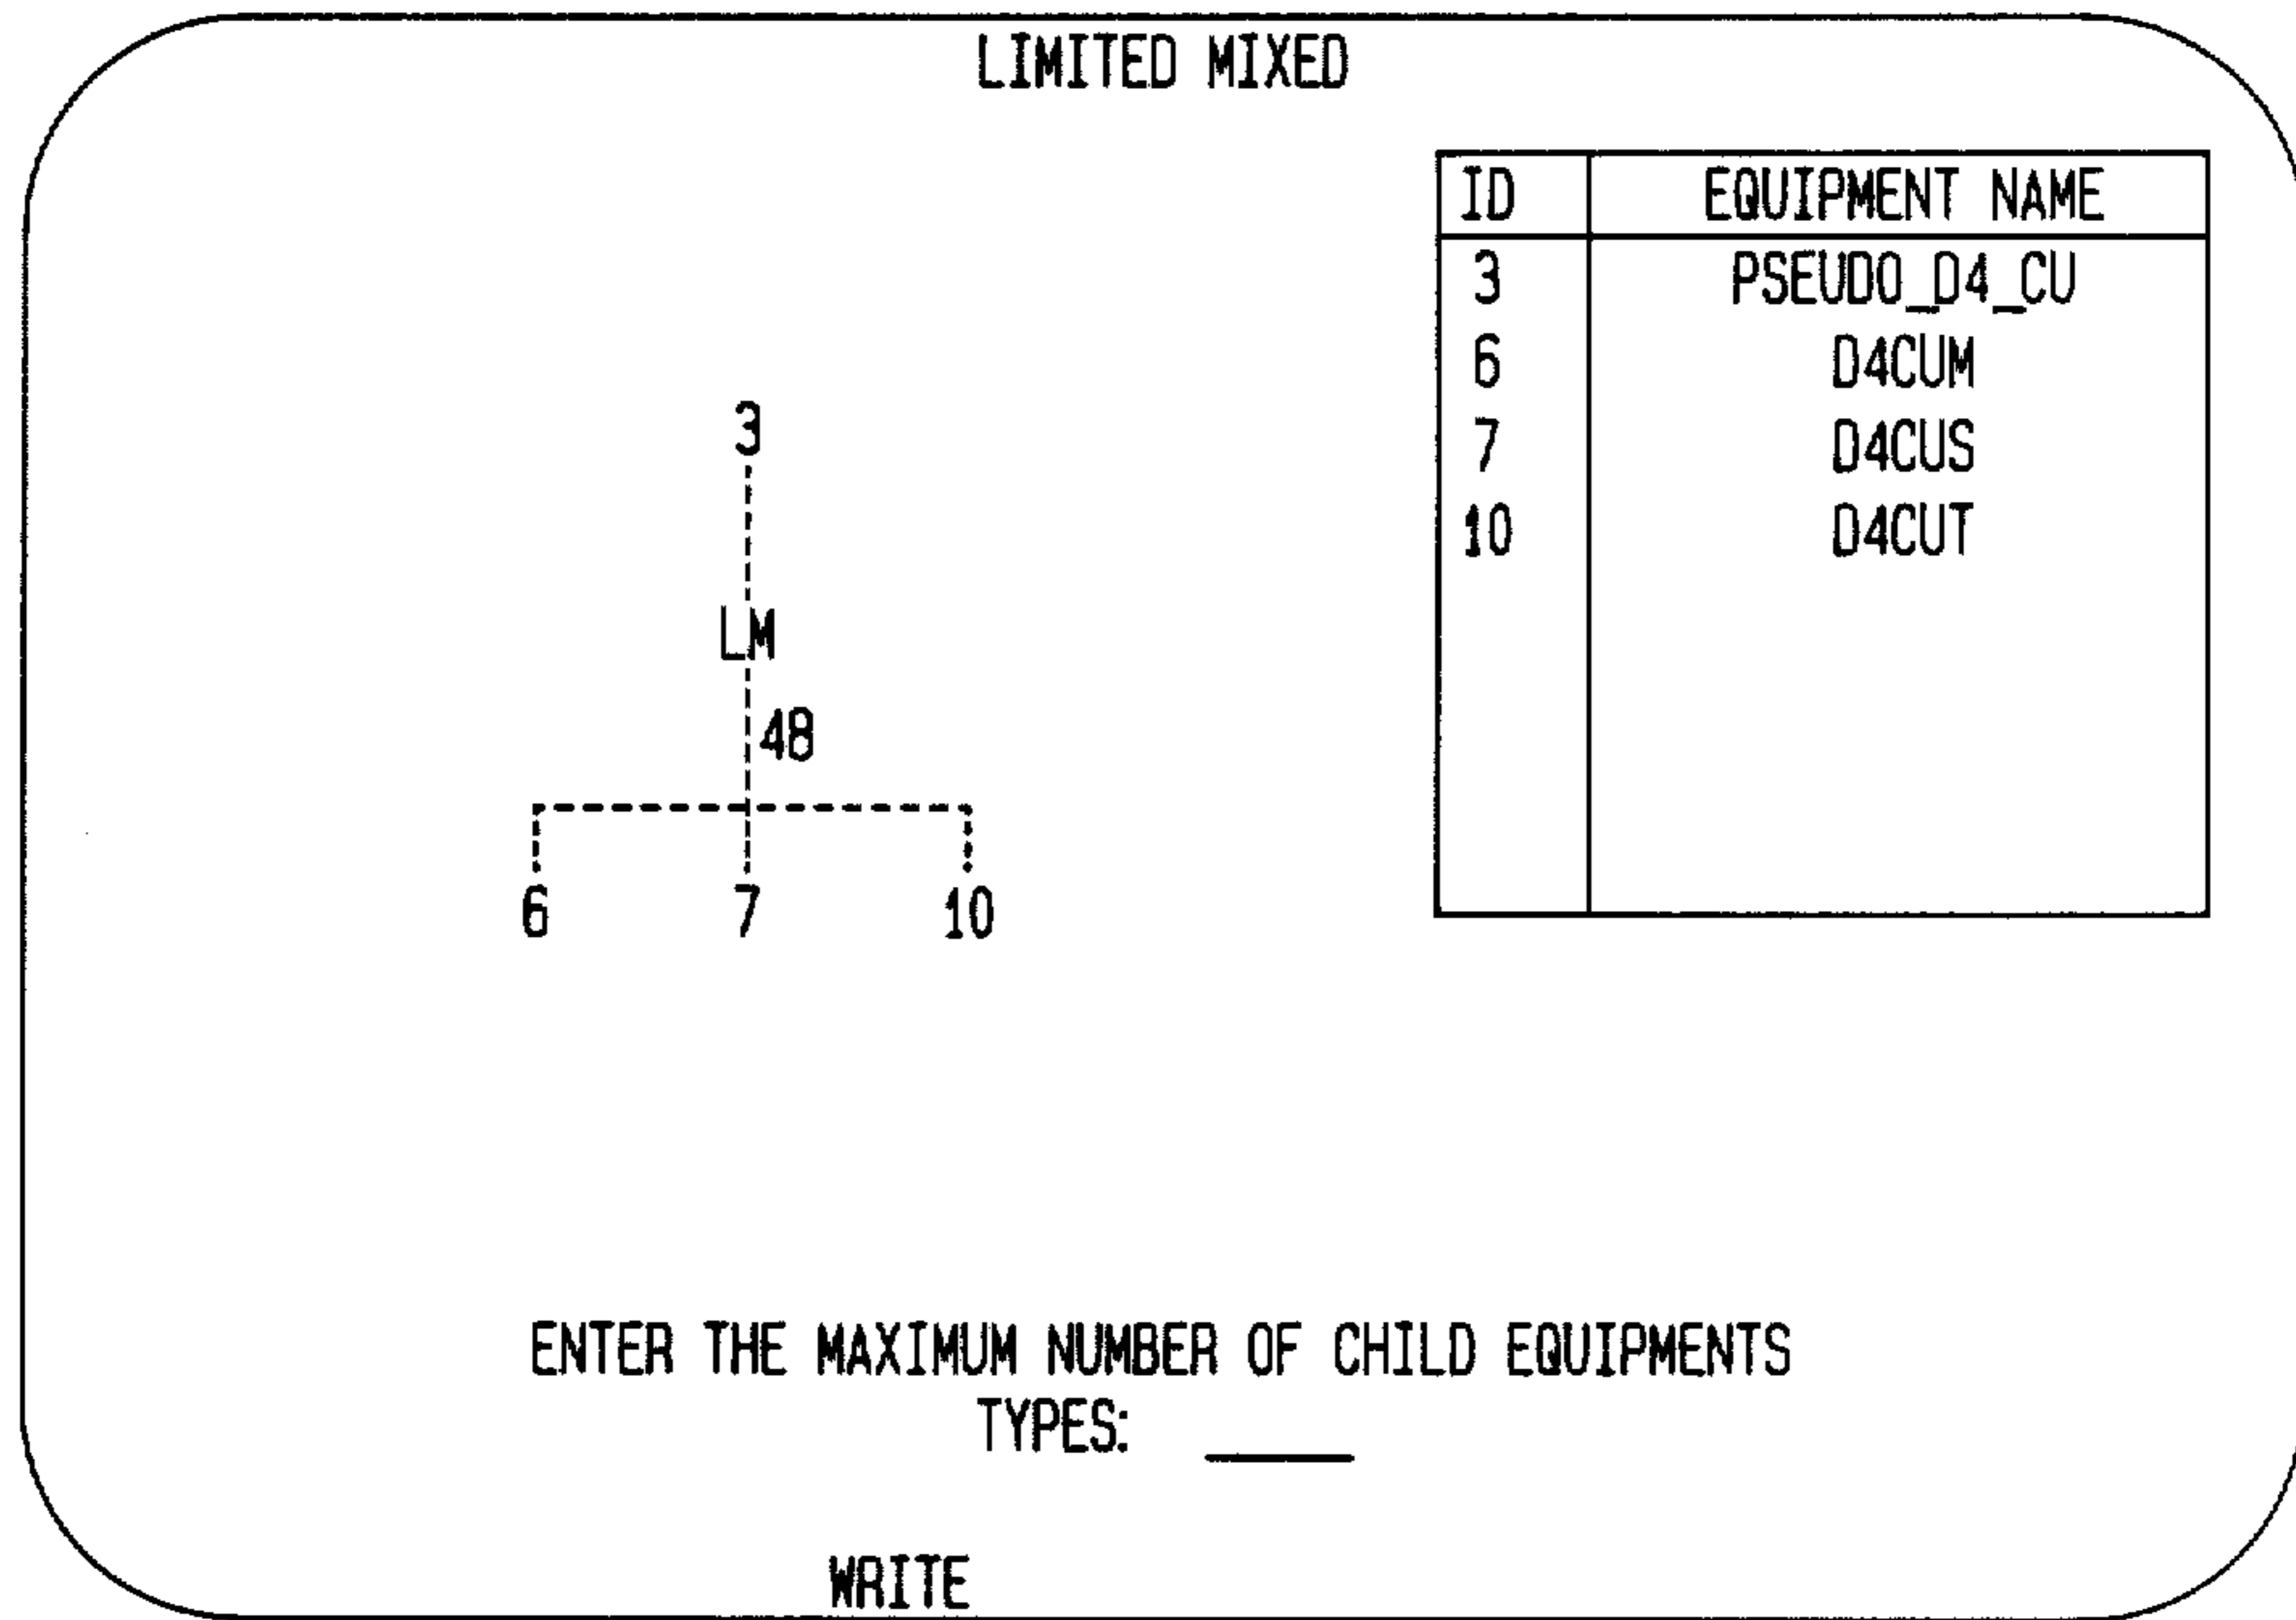 LIMITED MIXED
ID EQUIPMENT NAME
3 PSEUDO_D4_CU
6 D4CUM
7 D4CUS
10 D4CUT
3
LM
48
6 7 10
ENTER THE MAXIMUM NUMBER OF CHILD EQUIPMENTS
TYPES: ____
WRITE